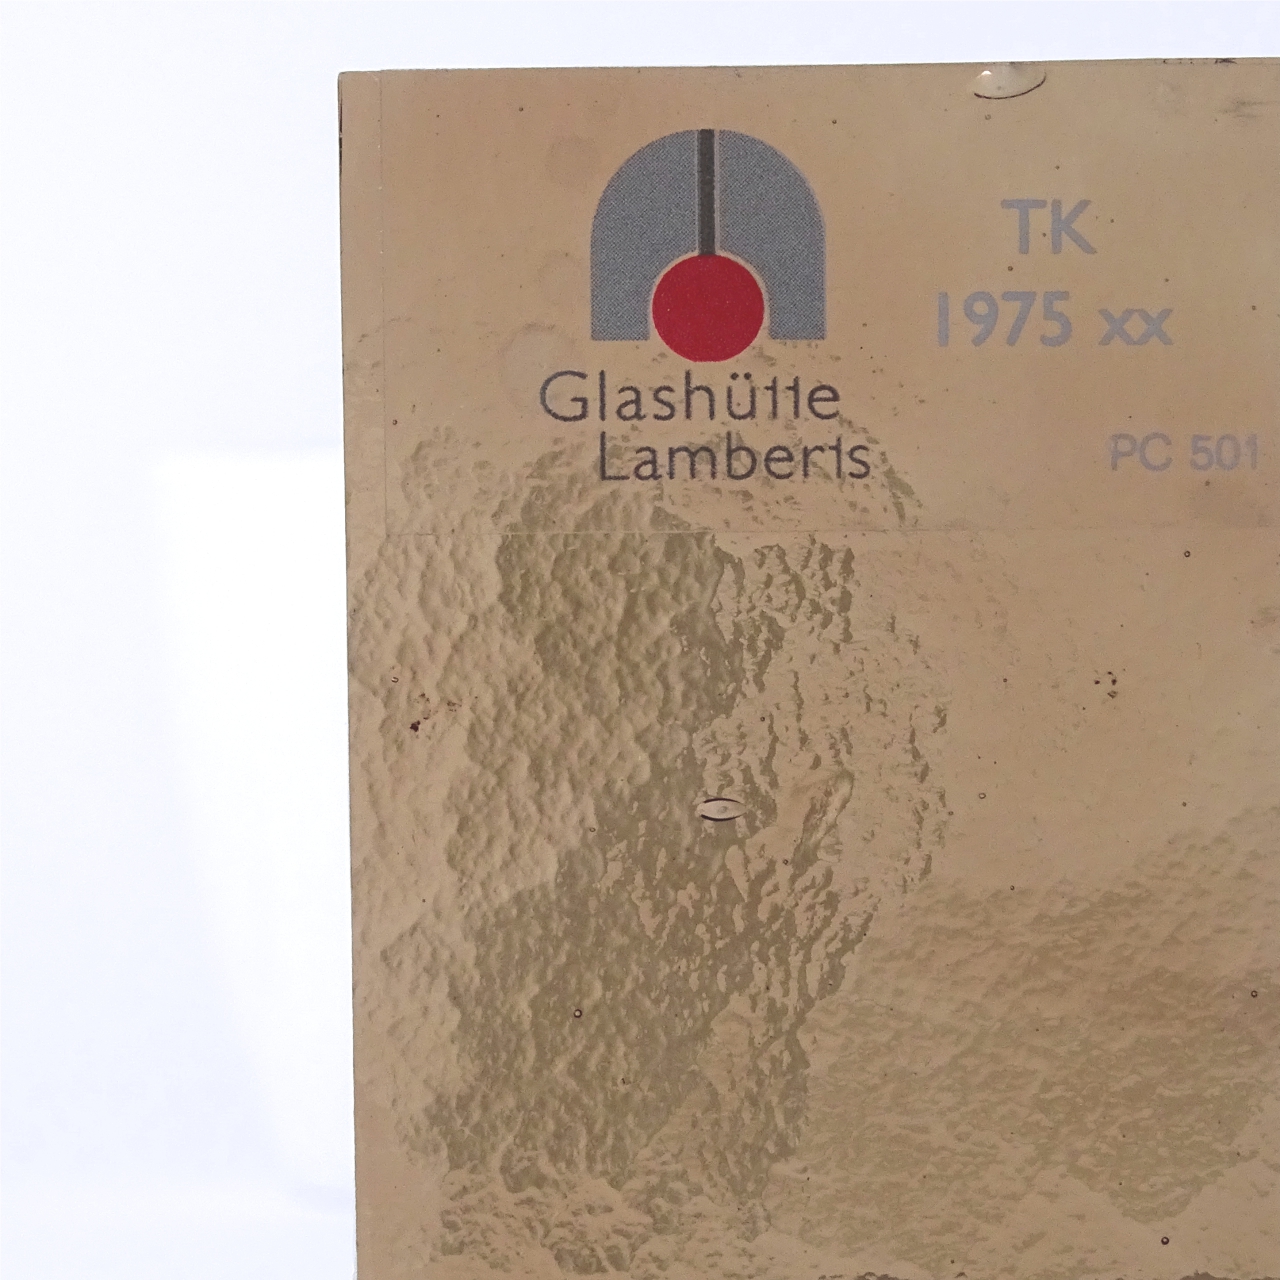 TK
1975 xx
Glashütte
Lamberts
PC 501